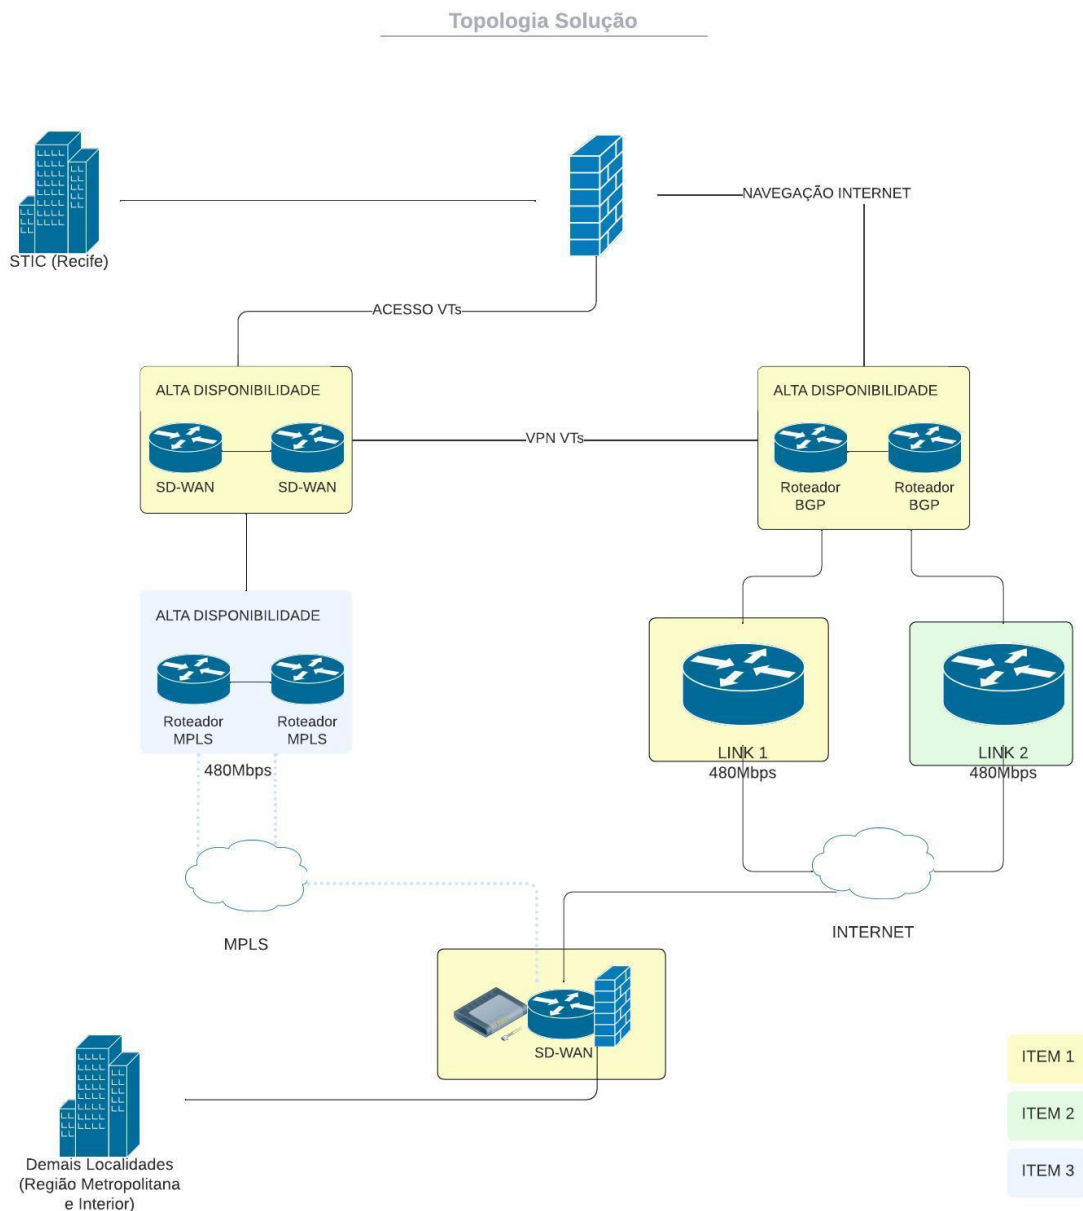 Topologia Solução
NAVEGAÇÃO INTERNET
STIC (Recife)
ACESSO VTs
ALTA DISPONIBILIDADE
SD-WAN
SD-WAN
VPN VTs
ALTA DISPONIBILIDADE
Roteador
BGP
Roteador
BGP
ALTA DISPONIBILIDADE
Roteador
MPLS
Roteador
MPLS
480Mbps
LINK 1
480Mbps
LINK 2
480Mbps
MPLS
INTERNET
SD-WAN
Demais Localidades
(Região Metropolitana
e Interior)
ITEM 1
ITEM 2
ITEM 3